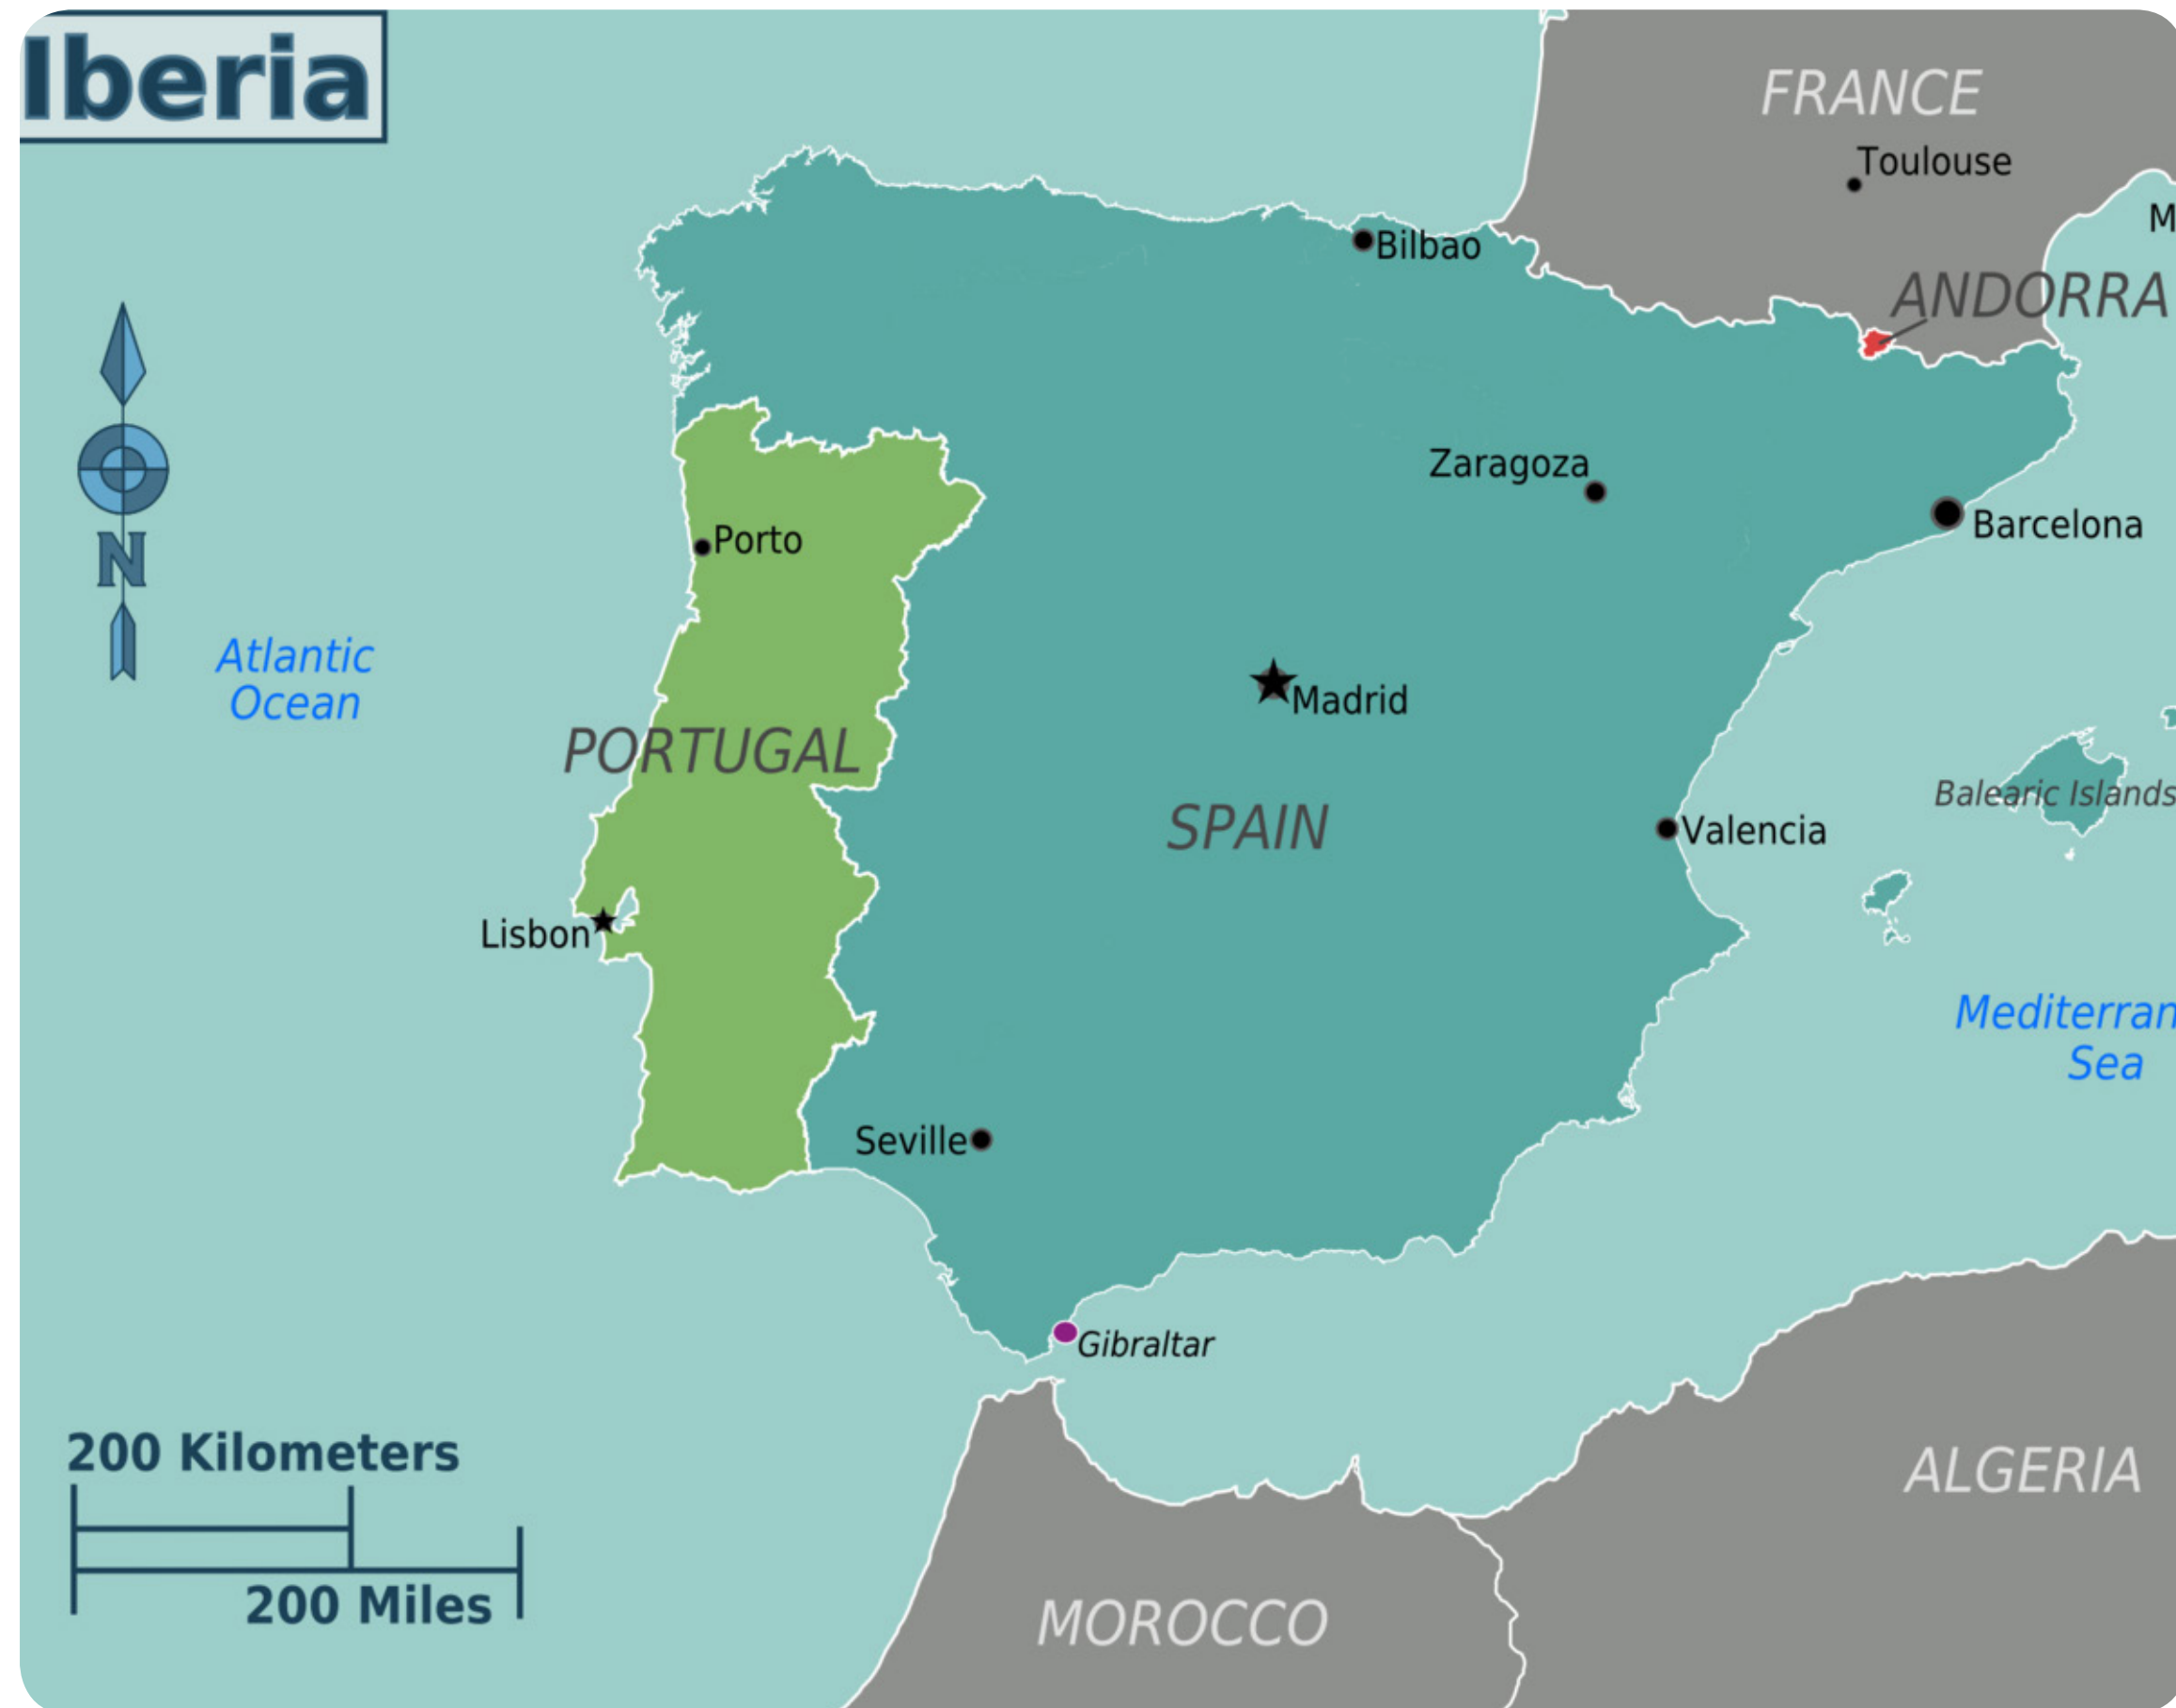 Iberia
FRANCE
Toulouse
M
Bilbao
ANDORRA
Zaragoza
Barcelona
Porto
N
Atlantic
Ocean
Madrid
PORTUGAL
SPAIN
Balearic Islands
Valencia
Lisbon
Mediterran
Sea
Seville
Gibraltar
200 Kilometers
ALGERIA
200 Miles
MOROCCO